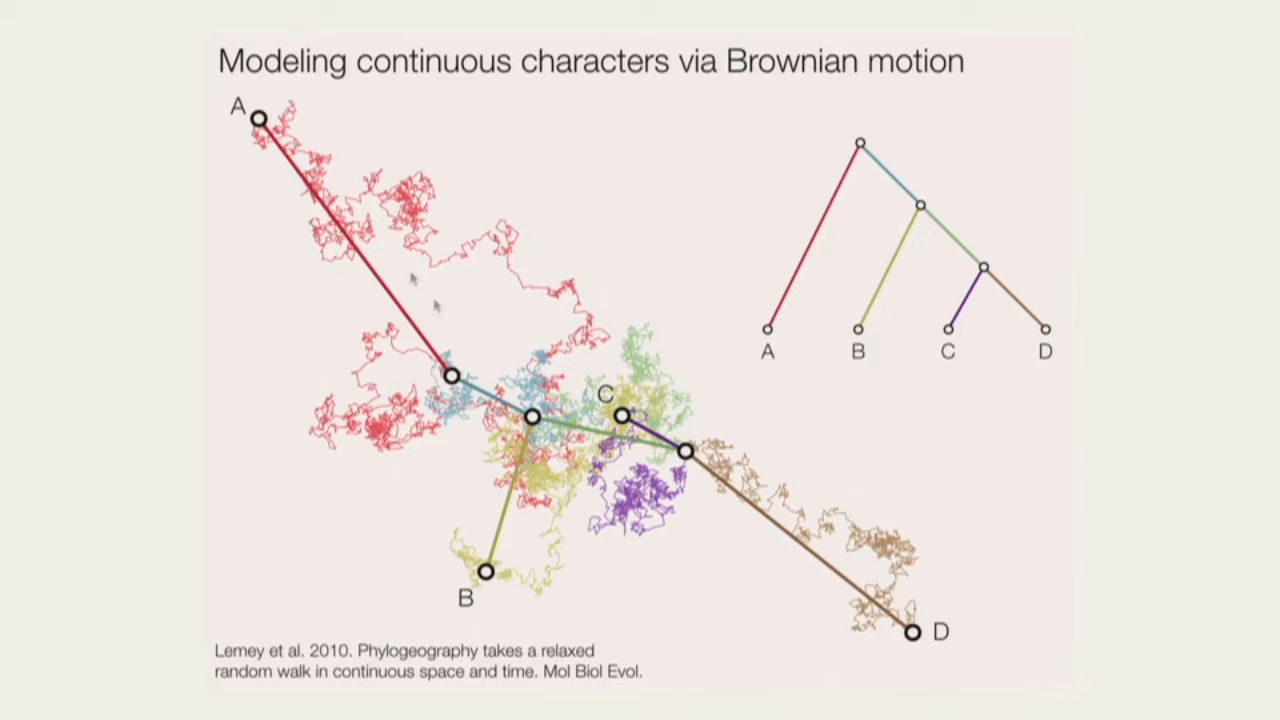 Modeling continuous characters via Brownian motion
A
C
B
D
A
B
C
D
Lemey et al. 2010. Phylogeography takes a relaxed
random walk in continuous space and time. Mol Biol Evol.